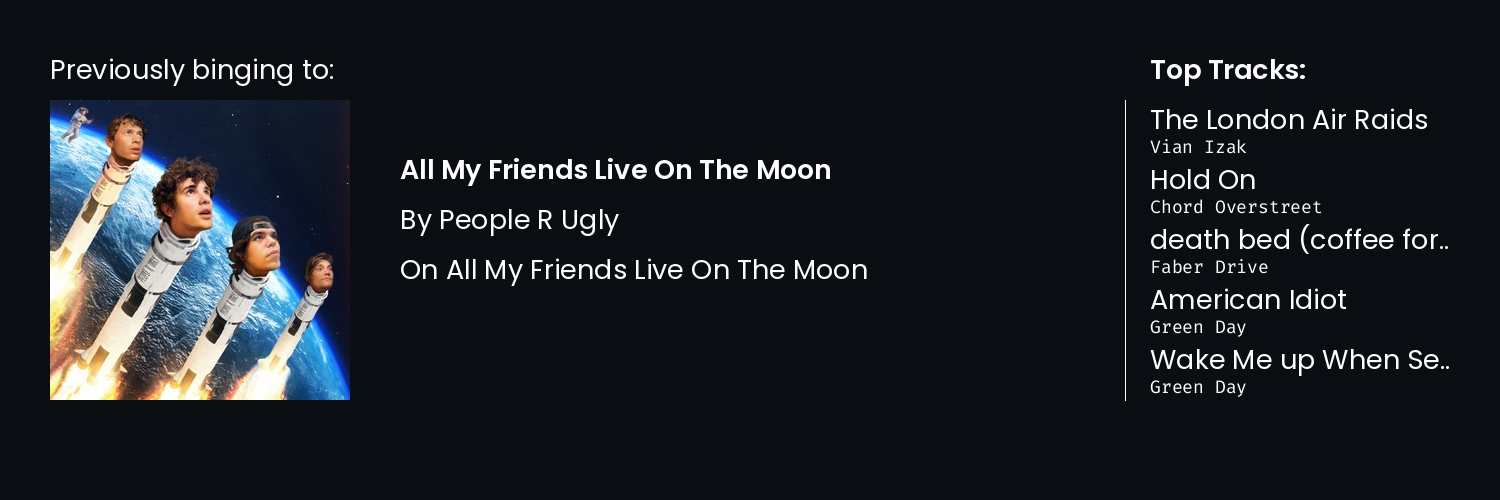 Previously binging to:
All My Friends Live On The Moon
By People R Ugly
On All My Friends Live On The Moon
Top Tracks:
The London Air Raids
Vian Izak
Hold On
Chord Overstreet
death bed (coffee for..
Faber Drive
American Idiot
Green Day
Wake Me up When Se..
Green Day